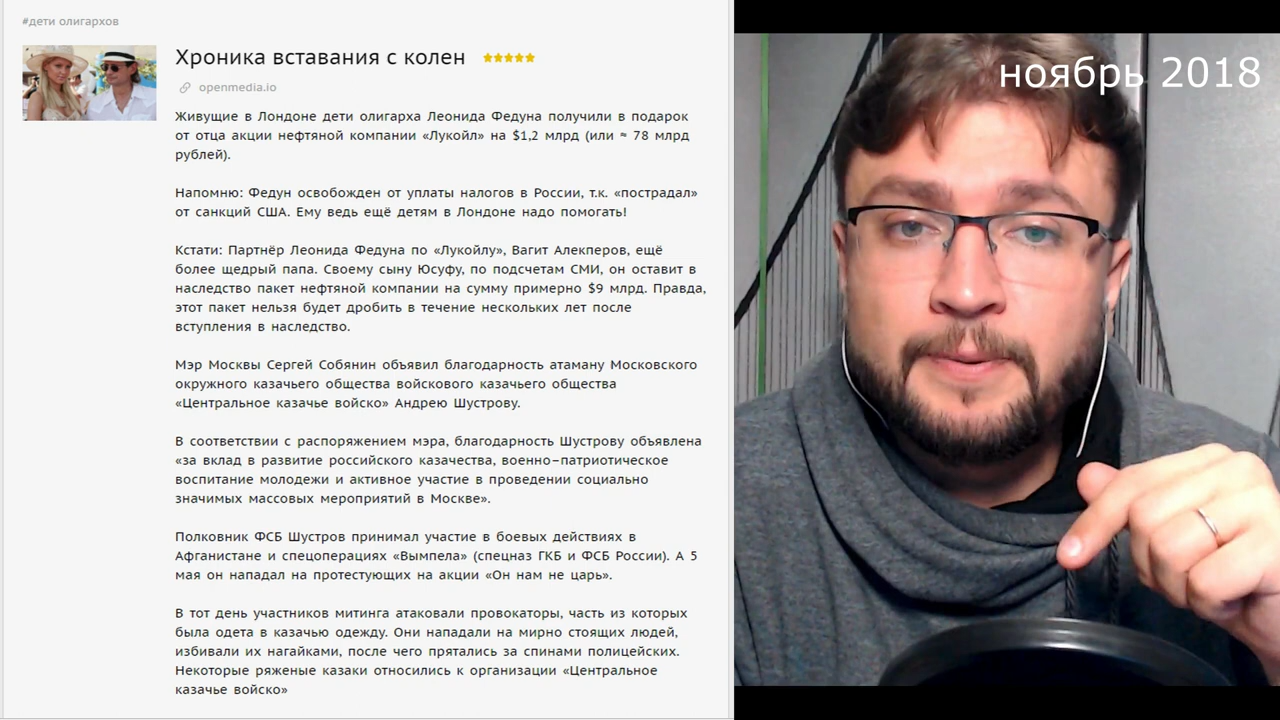 #дети олигархов
Хроника вставания с колен
openmedia.io
Живущие в Лондоне дети олигарха Леонида Федуна получили в подарок
от отца акции нефтяной компании «Лукойл» на $1,2 млрд (или ≈ 78 млрд
рублей).
Напомню: Федун освобожден от уплаты налогов в России, т.к. «пострадал»
от санкций США. Ему ведь ещё детям в Лондоне надо помогать!
Кстати: Партнёр Леонида Федуна по «Лукойлу», Вагит Алекперов, ещё
более щедрый папа. Своему сыну Юсуфу, по подсчетам СМИ, он оставит в
наследство пакет нефтяной компании на сумму примерно $9 млрд. Правда,
этот пакет нельзя будет дробить в течение нескольких лет после
вступления в наследство.
Мэр Москвы Сергей Собянин объявил благодарность атаману Московского
окружного казачьего общества войскового казачьего общества
«Центральное казачье войско» Андрею Шустрову.
В соответствии с распоряжением мэра, благодарность Шустрову объявлена
«за вклад в развитие российского казачества, военно-патриотическое
воспитание молодежи и активное участие в проведении социально
значимых массовых мероприятий в Москве».
Полковник ФСБ Шустров принимал участие в боевых действиях в
Афганистане и спецоперациях «Вымпела» (спецназ ГКБ и ФСБ России). А 5
мая он нападал на протестующих на акции «Он нам не царь».
В тот день участников митинга атаковали провокаторы, часть из которых
была одета в казачью одежду. Они нападали на мирно стоящих людей,
избивали их нагайками, после чего прятались за спинами полицейских.
Некоторые ряженые казаки относились к организации «Центральное
казачье войско»
ноябрь 2018